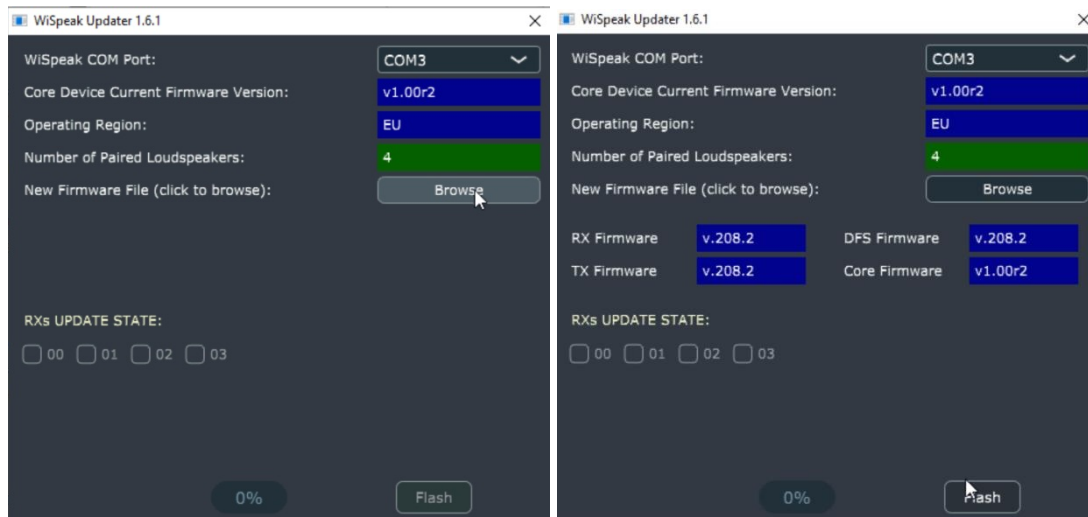 WiSpeak Updater 1.6.1
WiSpeak COM Port:
COM3
Core Device Current Firmware Version:
v1.00r2
Operating Region:
EU
Number of Paired Loudspeakers:
4
New Firmware File (click to browse):
Browse
RXs UPDATE STATE:
00 01 02 03
0%
Flash
WiSpeak Updater 1.6.1
WiSpeak COM Port:
COM3
Core Device Current Firmware Version:
v1.00r2
Operating Region:
EU
Number of Paired Loudspeakers:
4
New Firmware File (click to browse):
Browse
RX Firmware v.208.2 DFS Firmware v.208.2
TX Firmware v.208.2 Core Firmware v1.00r2
RXs UPDATE STATE:
00 01 02 03
0%
Flash